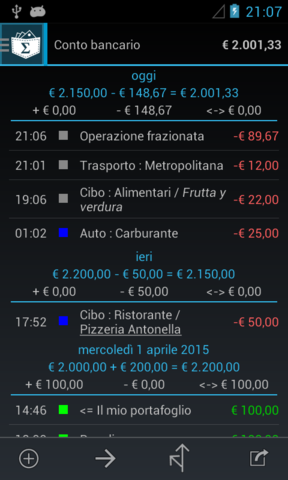 21:07
Σ
Conto bancario € 2.001,33
oggi
€ 2.150,00 - € 148,67 = € 2.001,33
+ € 0,00 - € 148,67 <-> € 0,00
21:06 Operazione frazionata -€ 89,67
21:01 Trasporto : Metropolitana -€ 12,00
19:06 Cibo : Alimentari / Frutta y
verdura -€ 22,00
01:02 Auto : Carburante -€ 25,00
ieri
€ 2.200,00 - € 50,00 = € 2.150,00
+ € 0,00 - € 50,00 <-> € 0,00
17:52 Cibo : Ristorante /
Pizzeria Antonella -€ 50,00
mercoledì 1 aprile 2015
€ 2.000,00 + € 200,00 = € 2.200,00
+ € 100,00 - € 0,00 <-> € 100,00
14:46 <= Il mio portafoglio € 100,00